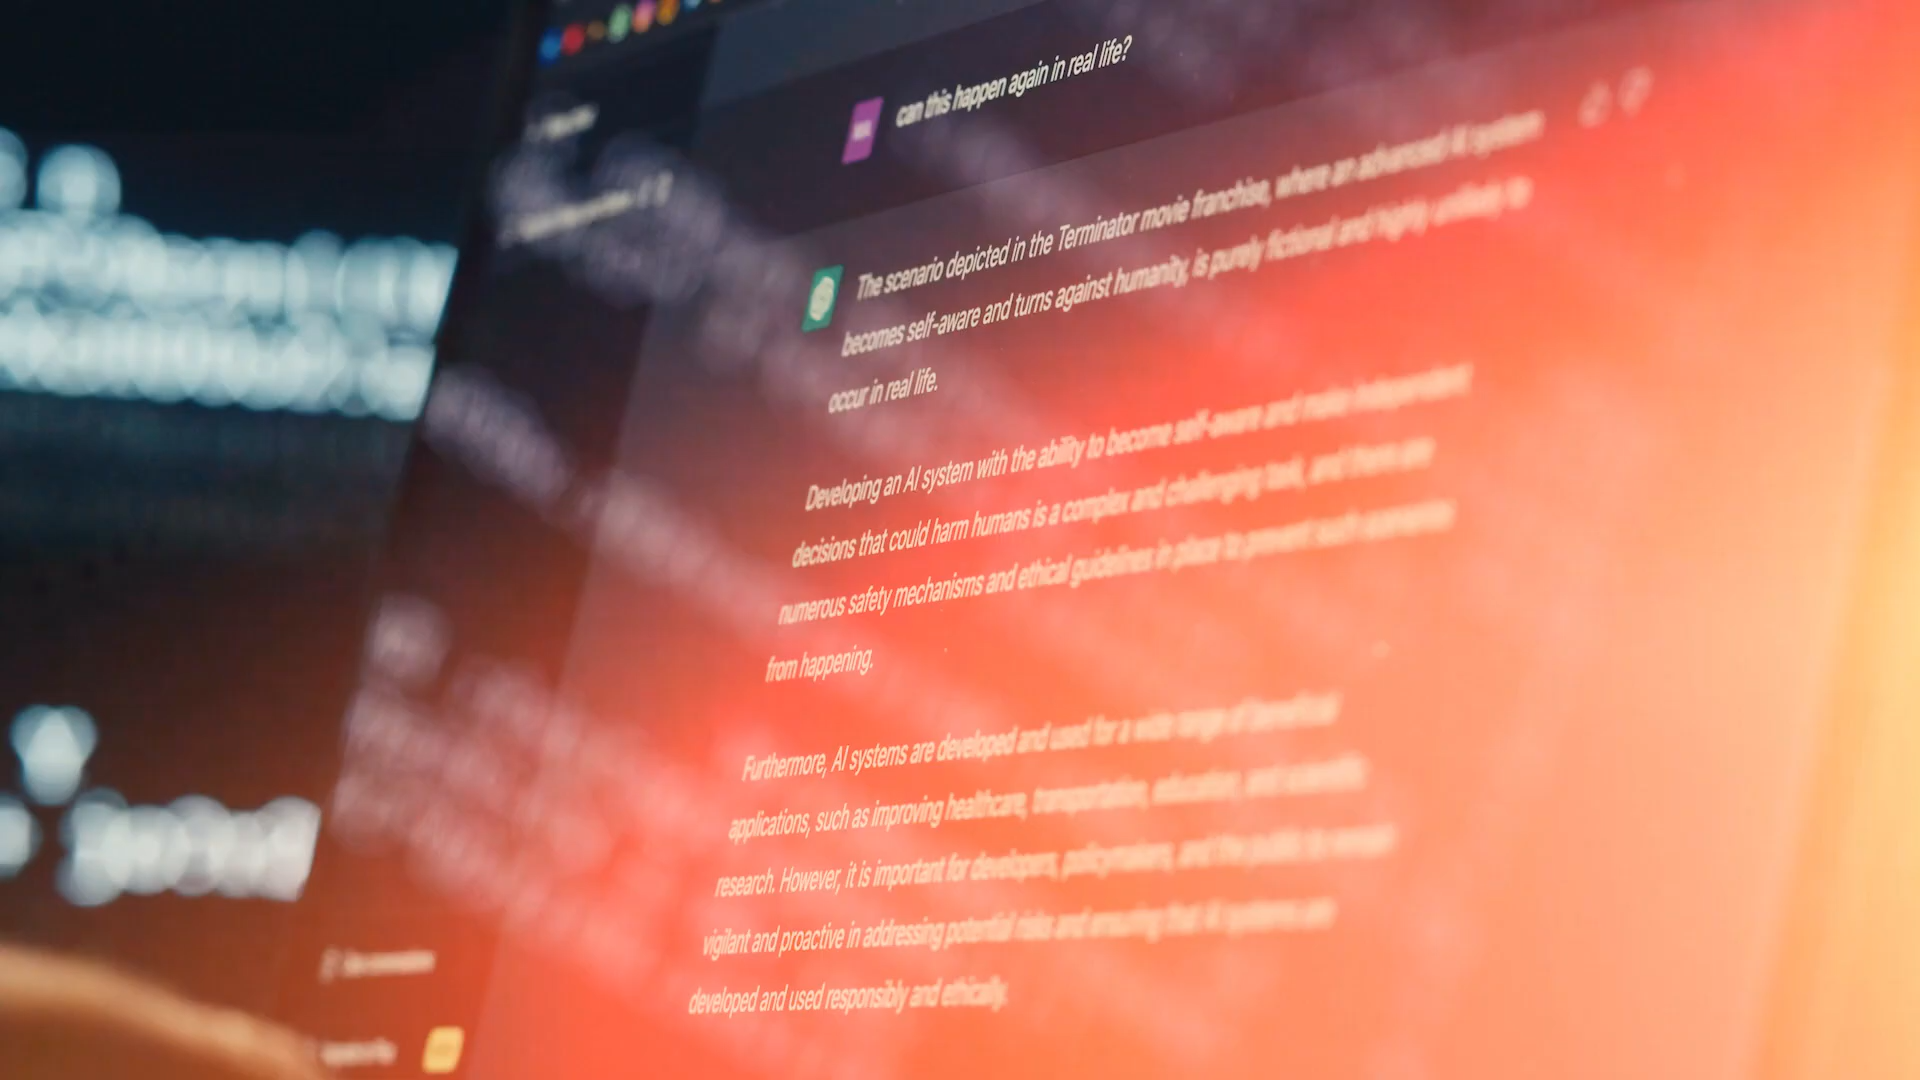 can this happen again in real life?
The scenario depicted in the Terminator movie franchise, where an advanced AI system
becomes self-aware and turns against humanity, is purely fictional and highly unlikely to
occur in real life.
Developing an AI system with the ability to become self-aware and make independent
decisions that could harm humans is a complex and challenging task, and there are
numerous safety mechanisms and ethical guidelines in place to prevent such scenarios
from happening.
Furthermore, AI systems are developed and used for a wide range of beneficial
applications, such as improving healthcare, transportation, education, and scientific
research. However, it is important for developers, policymakers, and the public to remain
vigilant and proactive in addressing potential risks and ensuring that AI systems are
developed and used responsibly and ethically.